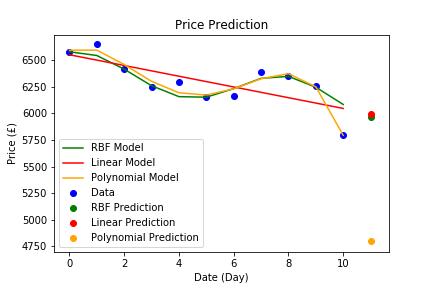 Price Prediction
Price (£)
6500
6250
6000
5750
5500
5250
5000
4750
RBF Model
Linear Model
Polynomial Model
Data
RBF Prediction
Linear Prediction
Polynomial Prediction
0 2 4 6 8 10
Date (Day)